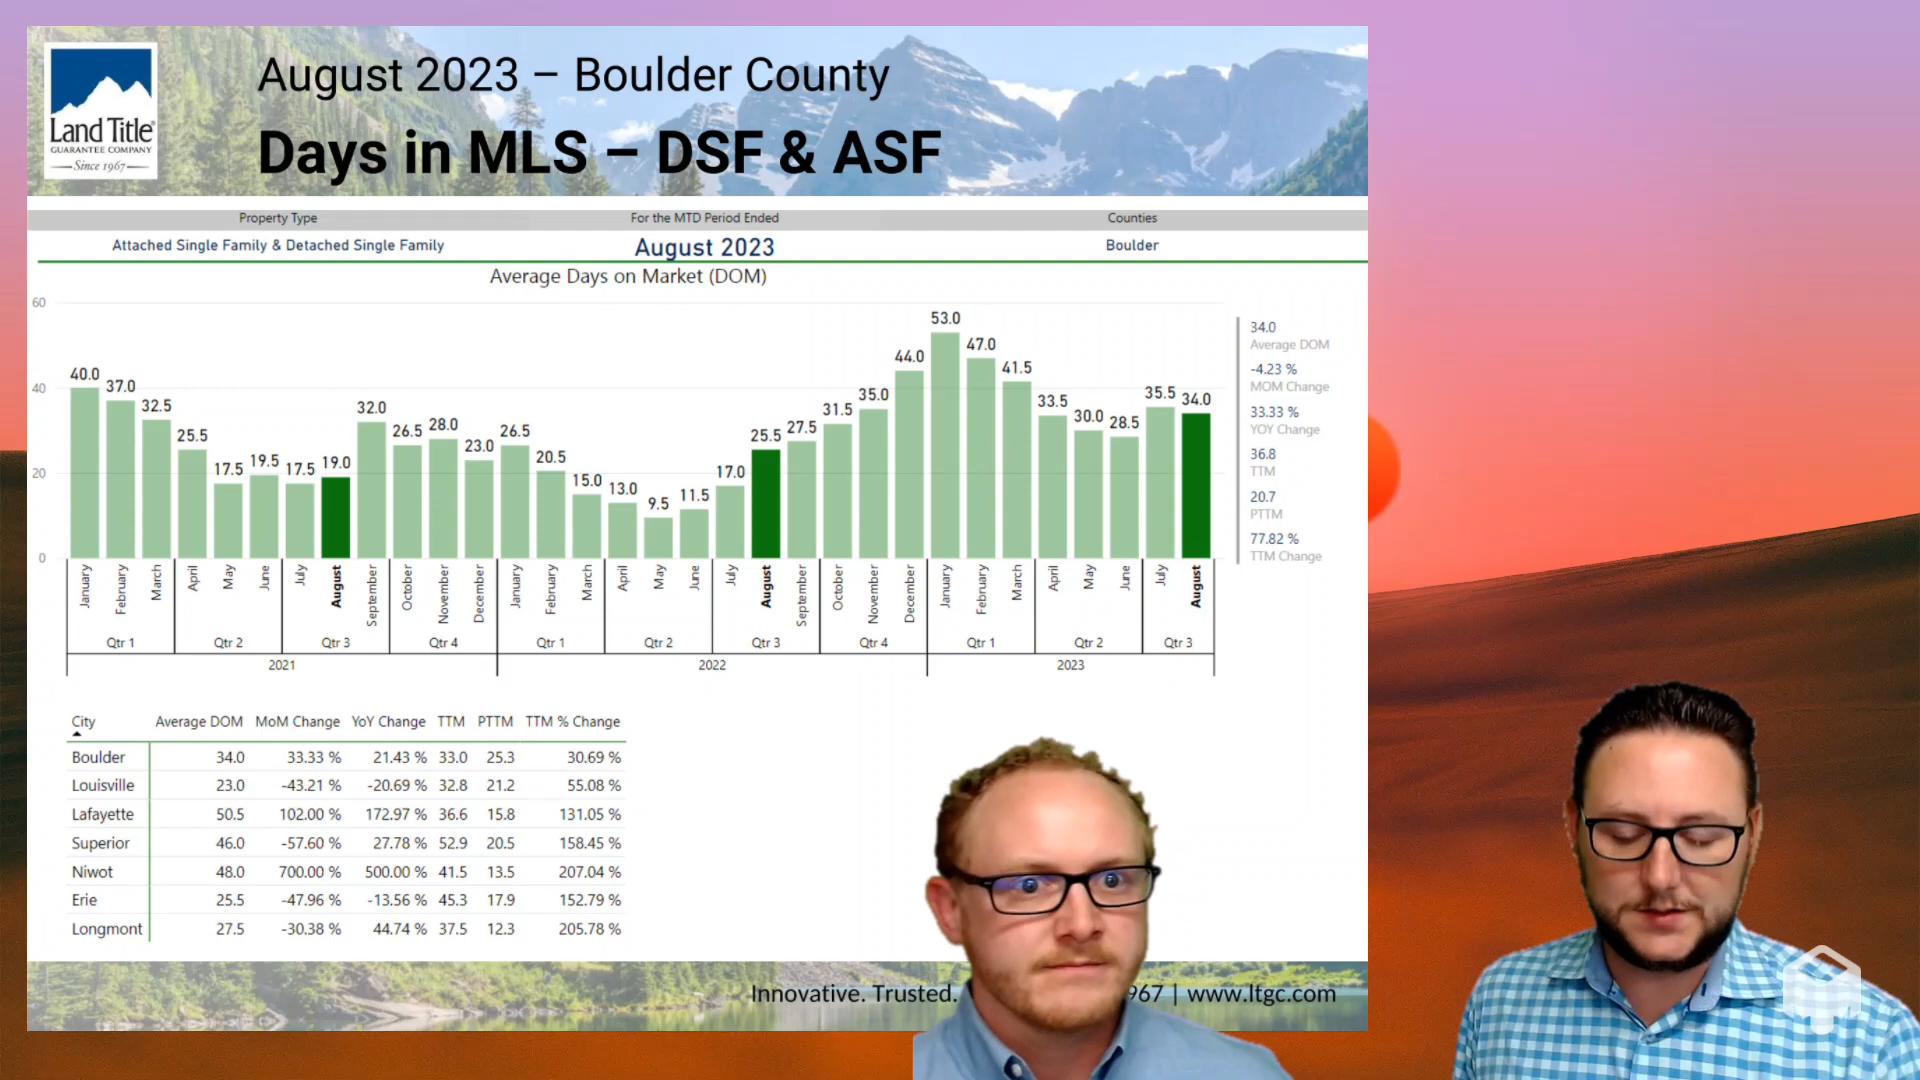 Land Title®
GUARANTEE COMPANY
Since 1967
August 2023 – Boulder County
Days in MLS – DSF & ASF
Property Type For the MTD Period Ended Counties
Attached Single Family & Detached Single Family August 2023 Boulder
Average Days on Market (DOM)
60
40
20
0
40.0 37.0 32.5 25.5 17.5 19.5 17.5 19.0 32.0 26.5 28.0 23.0 26.5 20.5 15.0 13.0 9.5 11.5 17.0 25.5 27.5 31.5 35.0 44.0 53.0 47.0 41.5 33.5 30.0 28.5 35.5 34.0
January February March April May June July August September October November December January February March April May June July August September October November December January February March April May June July August
Qtr 1 Qtr 2 Qtr 3 Qtr 4 Qtr 1 Qtr 2 Qtr 3 Qtr 4 Qtr 1 Qtr 2 Qtr 3
2021 2022 2023
34.0
Average DOM
-4.23 %
MOM Change
33.33 %
YOY Change
36.8
TTM
20.7
PTTM
77.82 %
TTM Change
City Average DOM MoM Change YoY Change TTM PTTM TTM % Change
Boulder 34.0 33.33 % 21.43 % 33.0 25.3 30.69 %
Louisville 23.0 -43.21 % -20.69 % 32.8 21.2 55.08 %
Lafayette 50.5 102.00 % 172.97 % 36.6 15.8 131.05 %
Superior 46.0 -57.60 % 27.78 % 52.9 20.5 158.45 %
Niwot 48.0 700.00 % 500.00 % 41.5 13.5 207.04 %
Erie 25.5 -47.96 % -13.56 % 45.3 17.9 152.79 %
Longmont 27.5 -30.38 % 44.74 % 37.5 12.3 205.78 %
Innovative. Trusted. 967 | www.ltgc.com